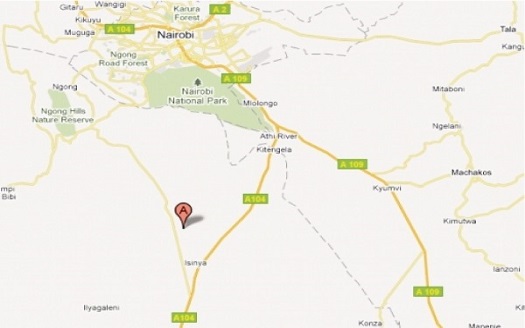 Gitaru
Wangigi
Karura
Forest
A 2
Kikuyu
Muguga
A 104
Nairobi
Tala
Kang
Ngong
Road Forest
A 109
Ngong
Nairobi
National Park
Mlolongo
Mitaboni
Ngong Hills
Nature Reserve
Ngelani
Athi River
Kitengela
A 109
Machakos
mpi
Bibi
Kyumvi
A104
A
Kimutwa
Isinya
Ianzoni
A 109
Ilyagaleni
A 104
Konza